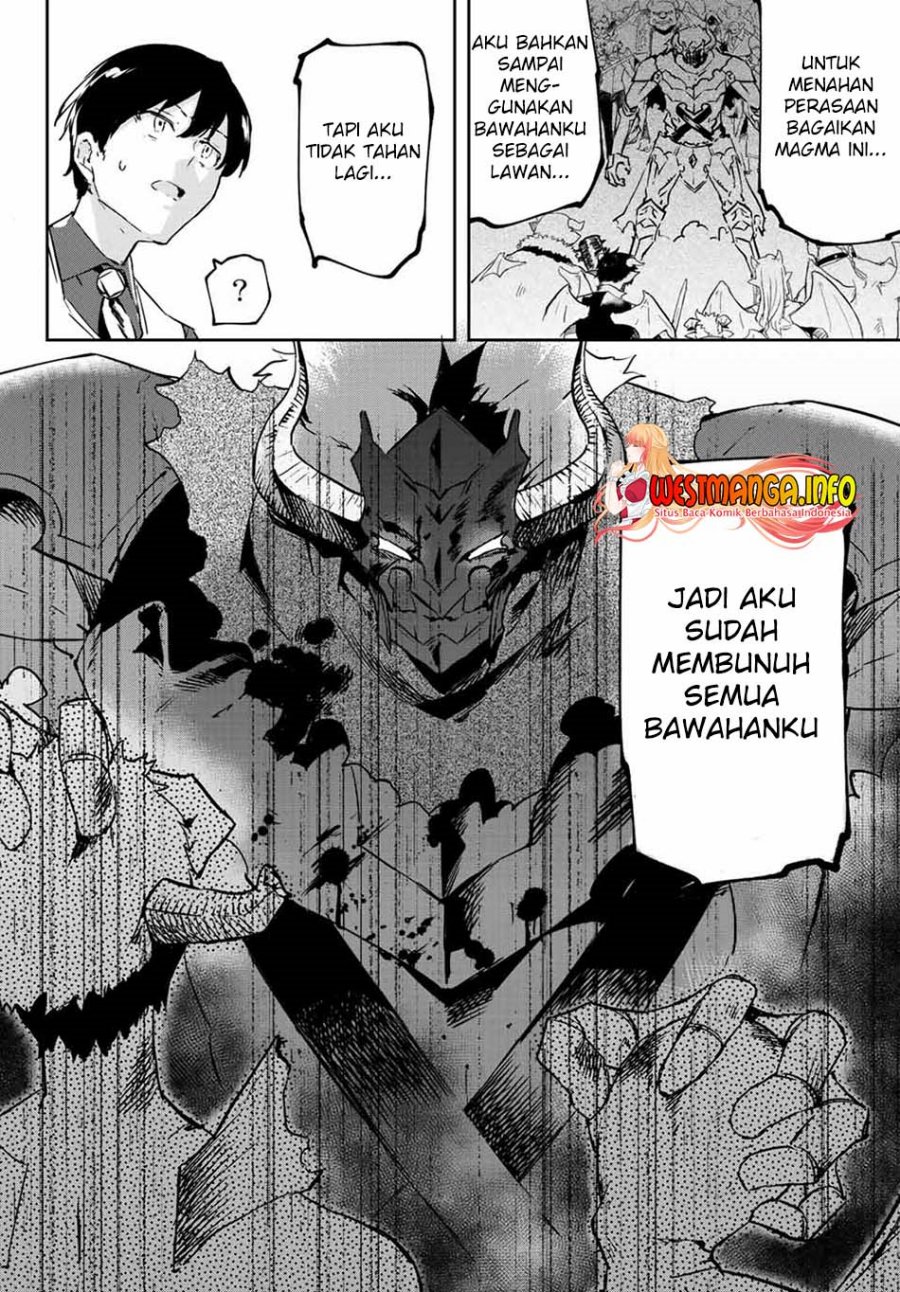 UNTUK
MENAHAN
PERASAAN
BAGAIKAN
MAGMA INI...
AKU BAHKAN
SAMPAI
MENG-
GUNAKAN
BAWAHANKU
SEBAGAI
LAWAN...
TAPI AKU
TIDAK TAHAN
LAGI...
?
WESTMANGA.INFO
Situs Baca Komik Berbahasa Indonesia
JADI AKU
SUDAH
MEMBUNUH
SEMUA
BAWAHANKU